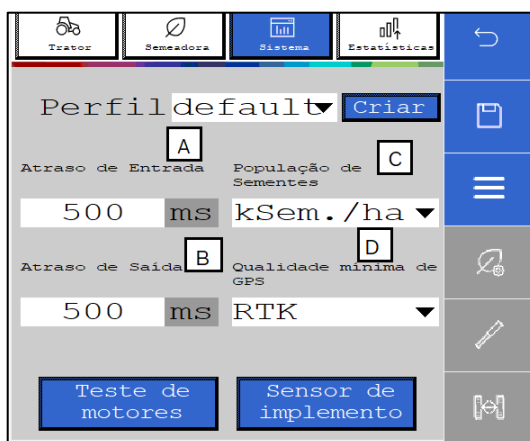 Trator Semeadora Sistema Estatísticas
Perfil default Criar
A
C
Atraso de Entrada
População de
Sementes
500 ms
kSem./ha
B
D
Atraso de Saída
Qualidade mínima de
GPS
500 ms
RTK
Teste de
motores
Sensor de
implemento